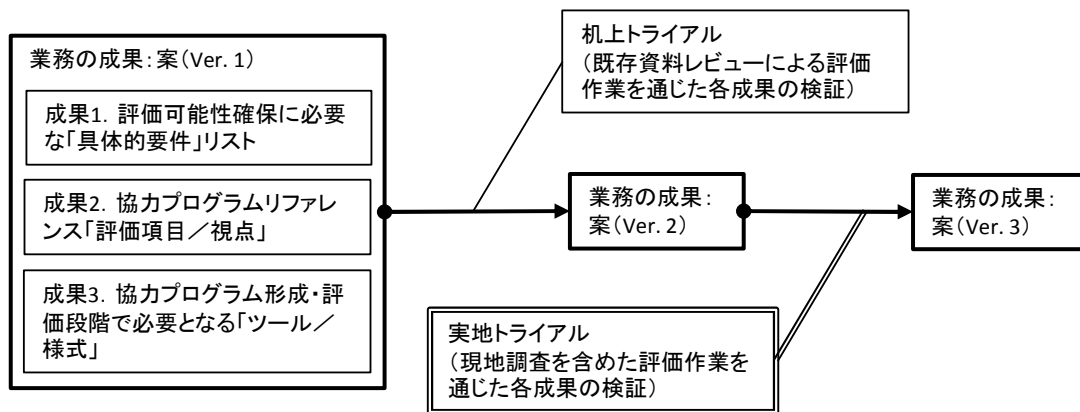 業務の成果：案（Ver. 1）
成果1．評価可能性確保に必要
な「具体的要件」リスト
成果2．協力プログラムリファレ
ンス「評価項目／視点」
成果3．協力プログラム形成・評
価段階で必要となる「ツール／
様式」
机上トライアル
（既存資料レビューによる評価
作業を通じた各成果の検証）
業務の成果：
案（Ver. 2）
業務の成果：
案（Ver. 3）
実地トライアル
（現地調査を含めた評価作業を
通じた各成果の検証）